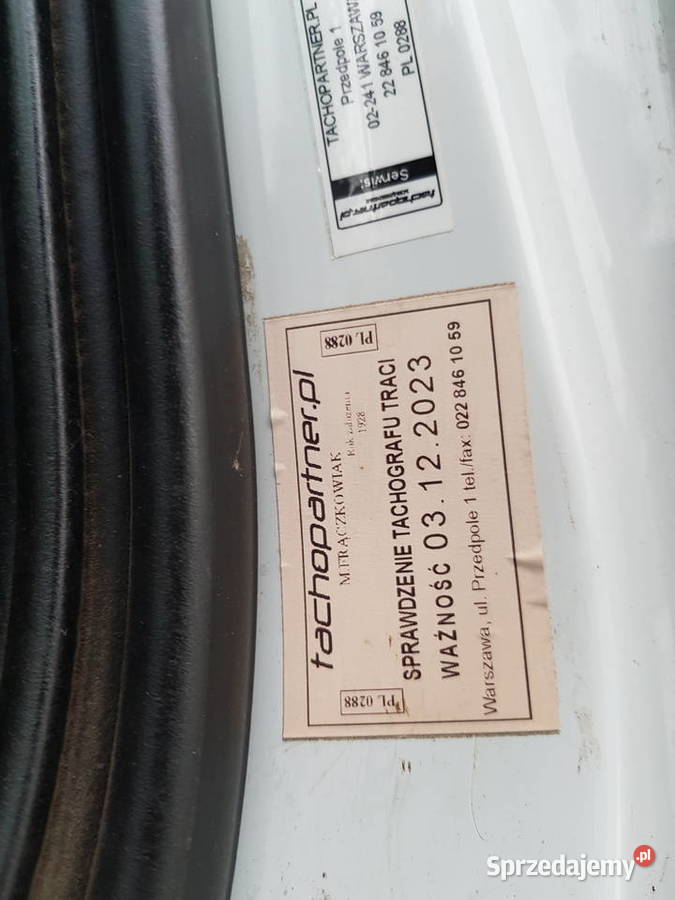 TACHOPARTNER.PL
Przedpole 1
02-241 WARSZAWA
22 846 10 59
PL 0288
Serwis:
tachopartner.pl
tachopartner.pl
M.FRĄCZKOWIAK
Rok założenia
1928
PL 0288
PL 0288
SPRAWDZENIE TACHOGRAFU TRACI
WAŻNOŚĆ 03.12.2023
Warszawa, ul. Przedpole 1 tel./fax: 022 846 10 59
Sprzedajemy.pl